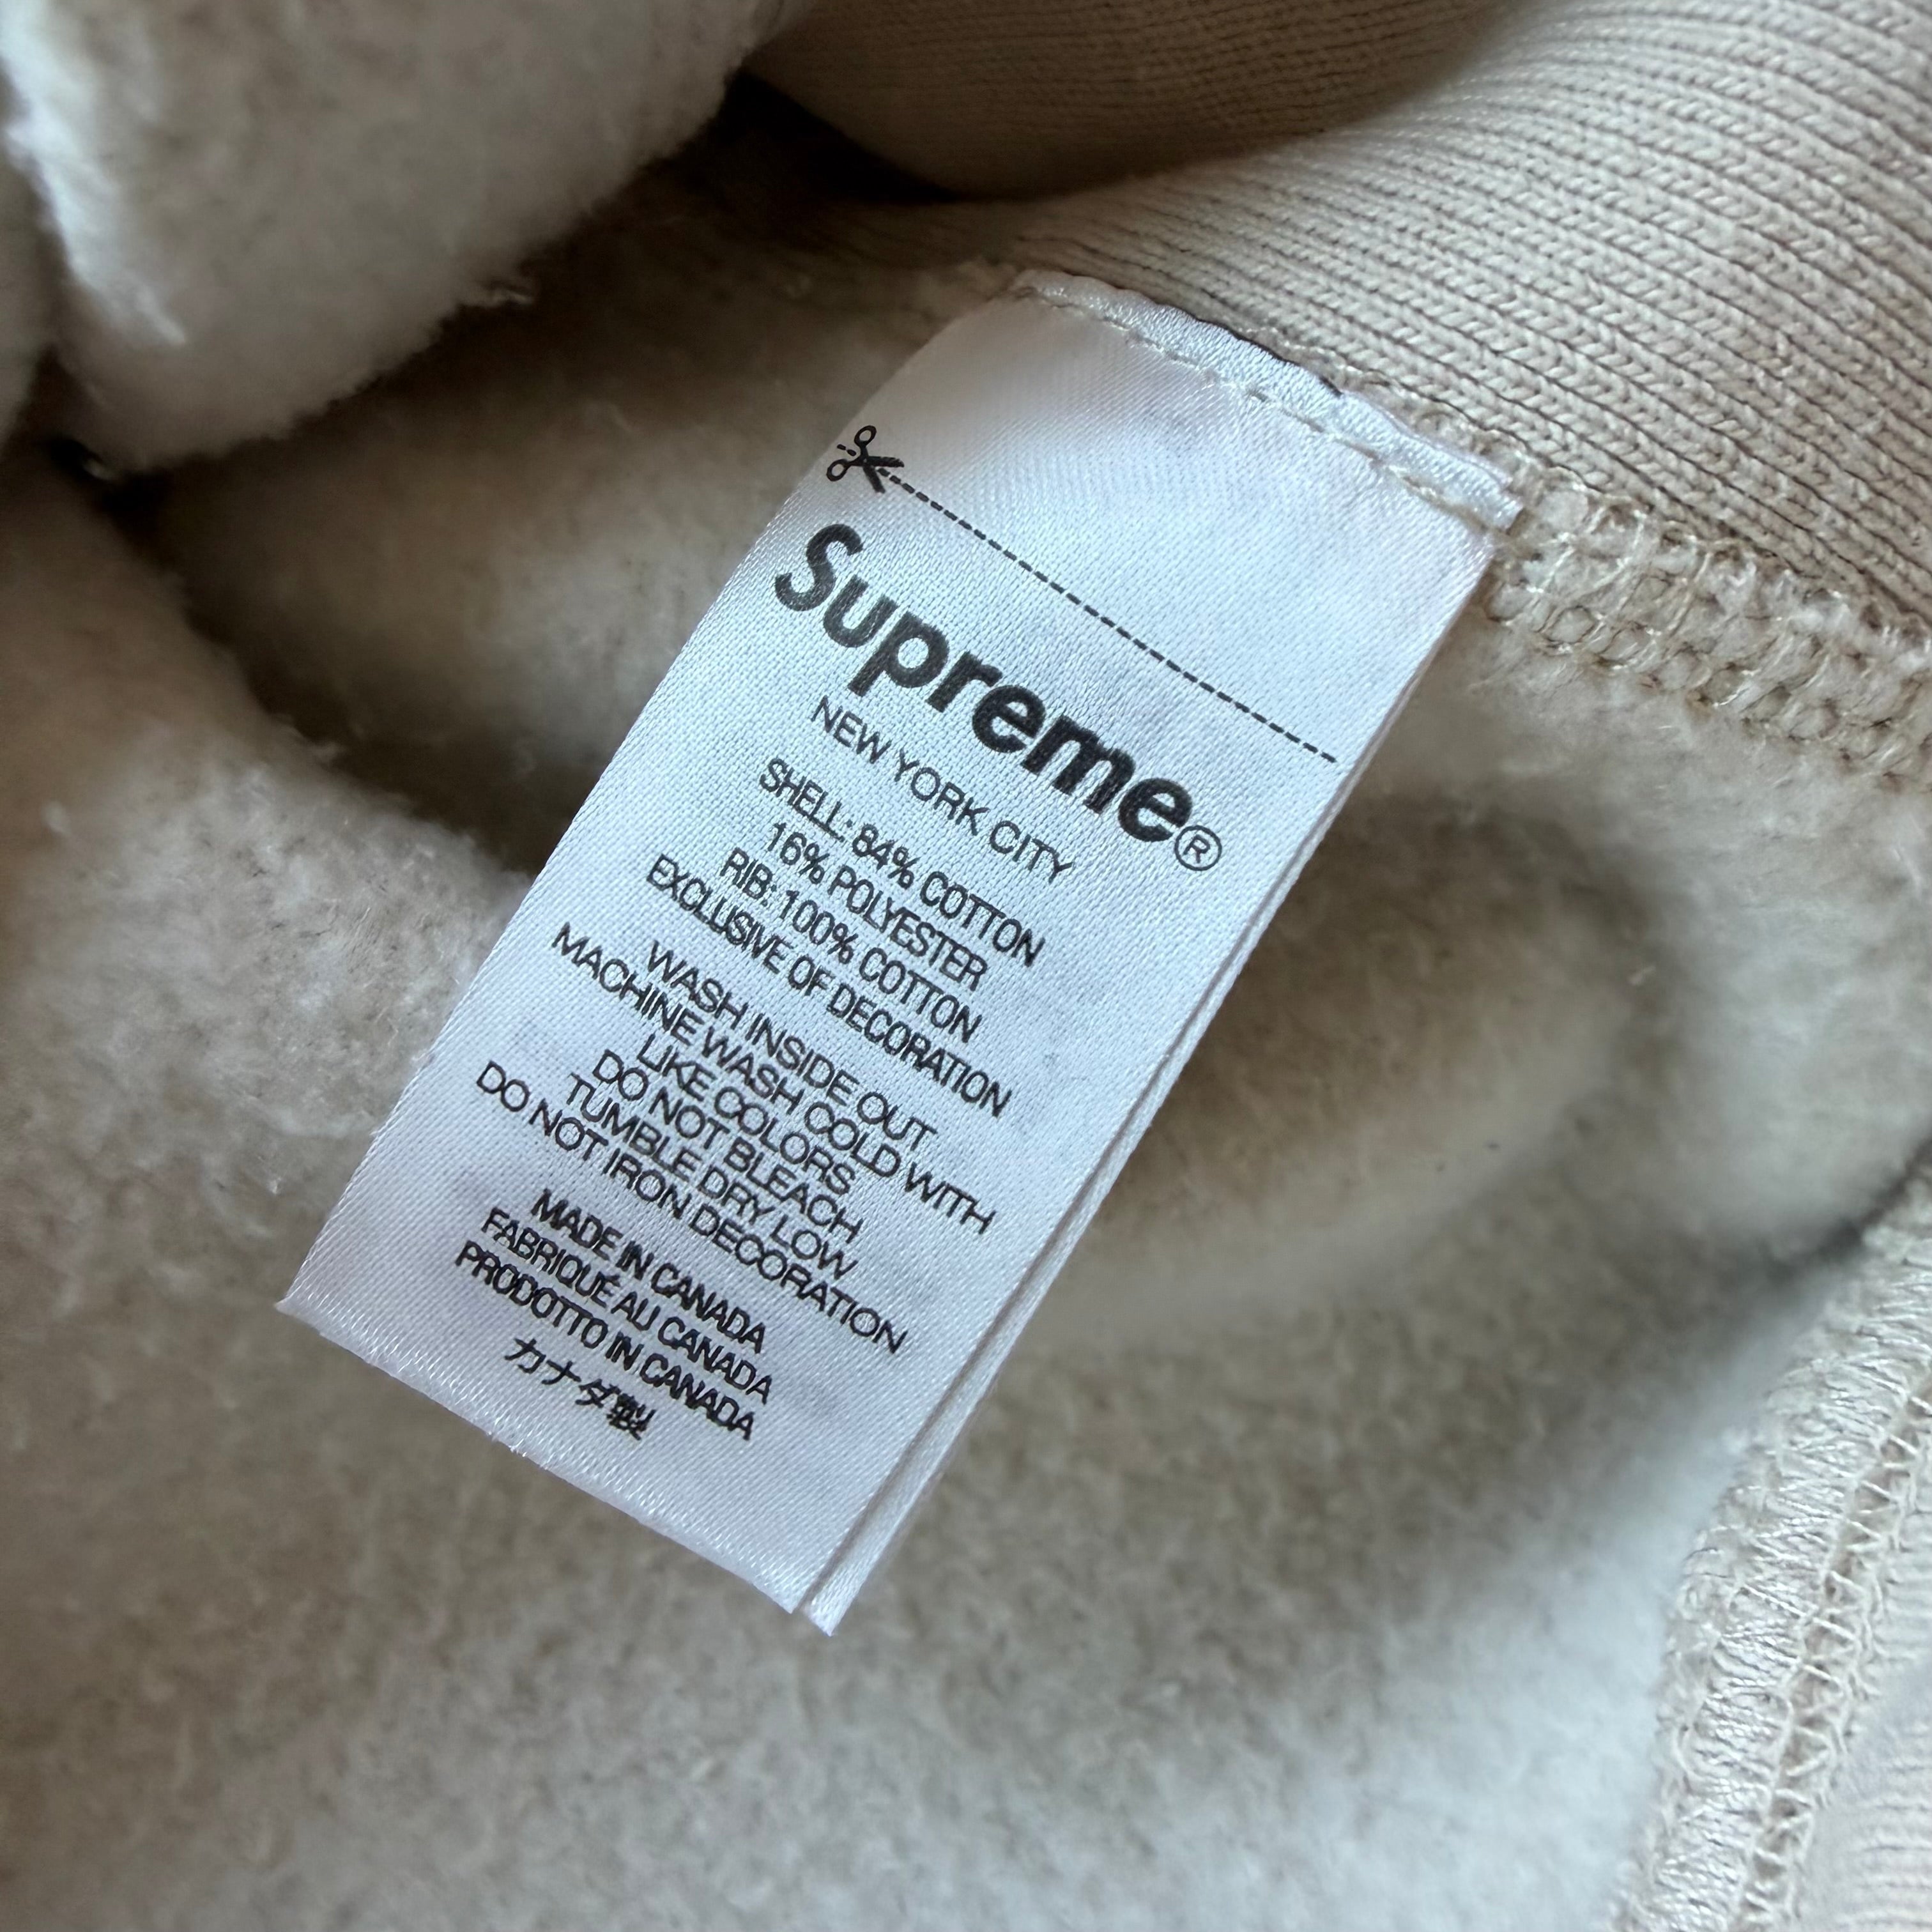 Supreme®
NEW YORK CITY
SHELL: 84% COTTON
16% POLYESTER
RIB: 100% COTTON
EXCLUSIVE OF DECORATION
WASH INSIDE OUT
MACHINE WASH COLD WITH
LIKE COLORS
DO NOT BLEACH
TUMBLE DRY LOW
DO NOT IRON DECORATION
MADE IN CANADA
FABRIQUÉ AU CANADA
PRODOTTO IN CANADA
カナダ製